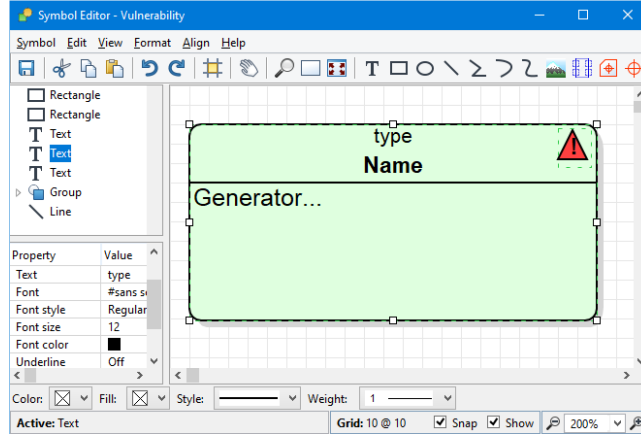 Symbol Editor - Vulnerability
Symbol Edit View Format Align Help
T
Rectangle
Rectangle
T Text
T Text
T Text
Group
Line
Property Value
Text type
Font #sans
Font style Regular
Font size 12
Font color
Underline Off
type
Name
Generator...
Color: Fill: Style: Weight: 1
Active: Text Grid: 10 @ 10 Snap Show 200%